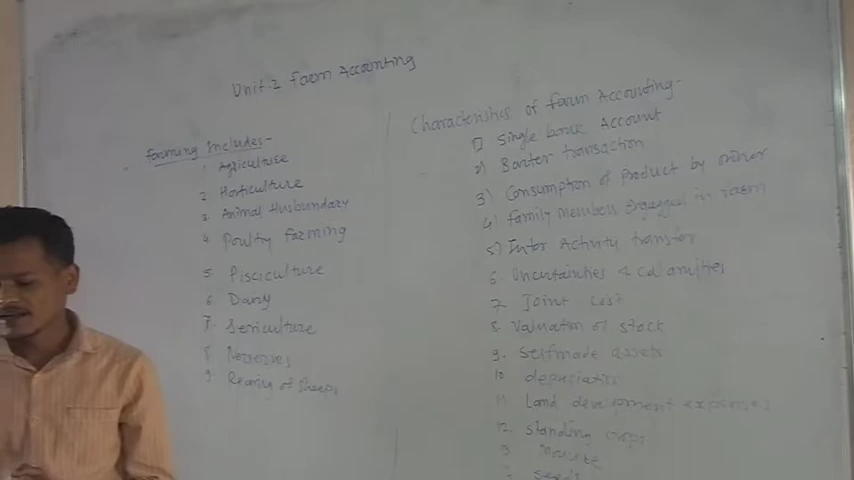 Unit-2 Farm Accounting
Farming Includes-
1 Agriculture
2 Horticulture
3. Animal Husbundary
4 Poultry Farming
5 Pisciculture
6 Dairy
7. Sericulture
8 Nurseries
9 Rearing of Sheeps
Characteristics of Farm Accounting-
1) Single bank Account
2) Barter transaction
3) Consumption of Product by owner
4) Family Members Engaged in Farm
5) Inter Activity transfer
6. Uncertainties & calamities
7 Joint Cost
8. Valuation of stock
9. Selfmade assets
10 depreciation
11 Land development expenses
12. standing crops